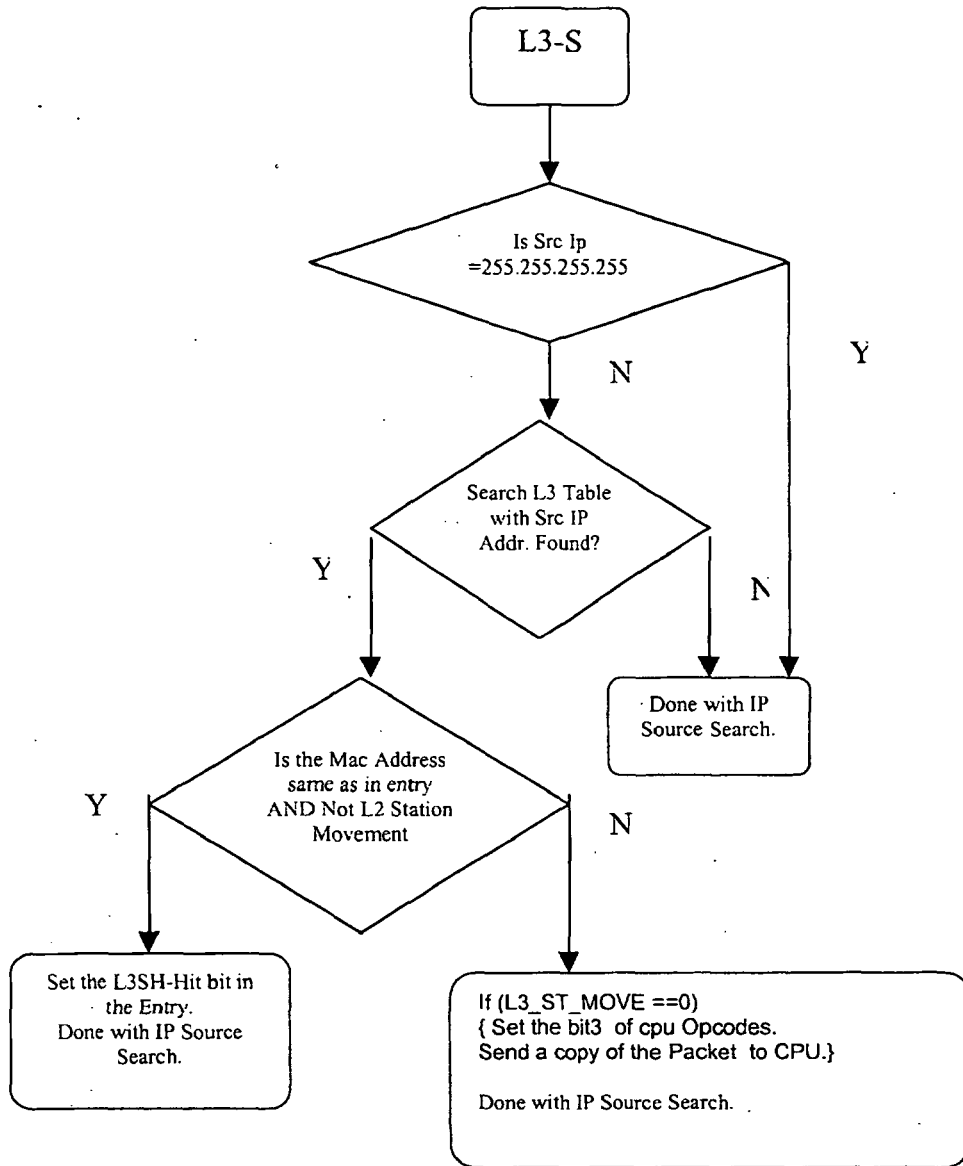 L3-S
Is Src Ip
=255.255.255.255
Y
N
Search L3 Table
with Src IP
Addr. Found?
Y
N
Done with IP
Source Search.
Is the Mac Address
same as in entry
AND Not L2 Station
Movement
Y
N
Set the L3SH-Hit bit in
the Entry.
Done with IP Source
Search.
If (L3_ST_MOVE ==0)
{ Set the bit3 of cpu Opcodes.
Send a copy of the Packet to CPU.}
Done with IP Source Search.